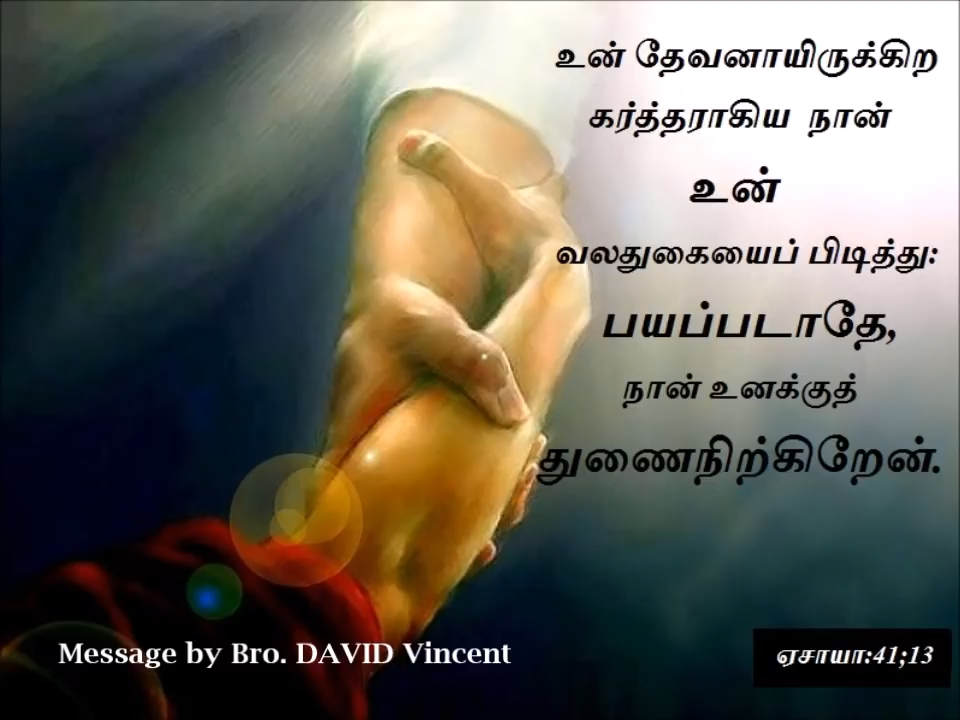 உன் தேவனாயிருக்கிற
கர்த்தராகிய நான்
உன்
வலதுகையைப் பிடித்து:
பயப்படாதே,
நான் உனக்குத்
துணைநிற்கிறேன்.
Message by Bro. DAVID Vincent
ஏசாயா:41;13